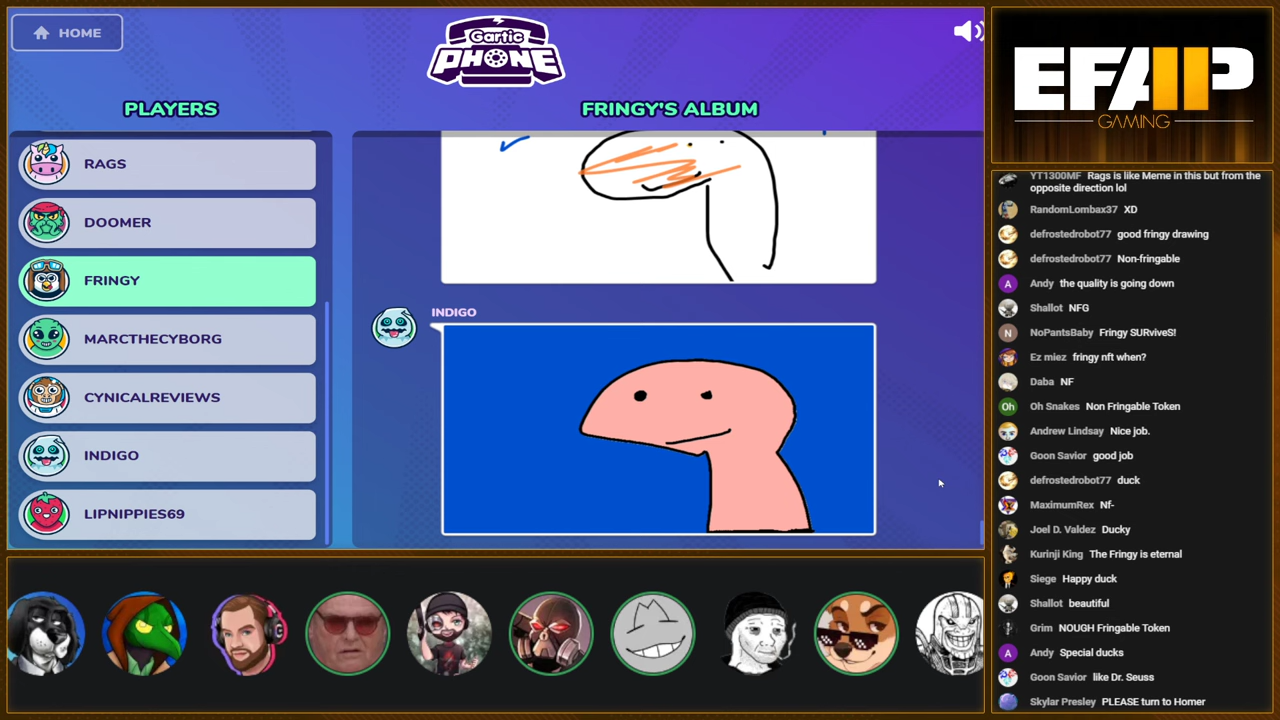 HOME
Gartic
PHONE
PLAYERS
FRINGY'S ALBUM
RAGS
DOOMER
FRINGY
MARCTHECYBORG
CYNICALREVIEWS
INDIGO
LIPNIPPIES69
INDIGO
EFAP
GAMING
YT1300MF Rags is like Meme in this but from the
opposite direction lol
RandomLombax37 XD
defrostedrobot77 good fringy drawing
defrostedrobot77 Non-fringable
A Andy the quality is going down
Shallot NFG
N NoPantsBaby Fringy SURviveS!
Ez miez fringy nft when?
Daba NF
Oh Oh Snakes Non Fringable Token
Andrew Lindsay Nice job.
Goon Savior good job
defrostedrobot77 duck
MaximumRex Nf-
Joel D. Valdez Ducky
Kurinji King The Fringy is eternal
Siege Happy duck
Shallot beautiful
Grim NOUGH Fringable Token
A Andy Special ducks
Goon Savior like Dr. Seuss
Skylar Presley PLEASE turn to Homer